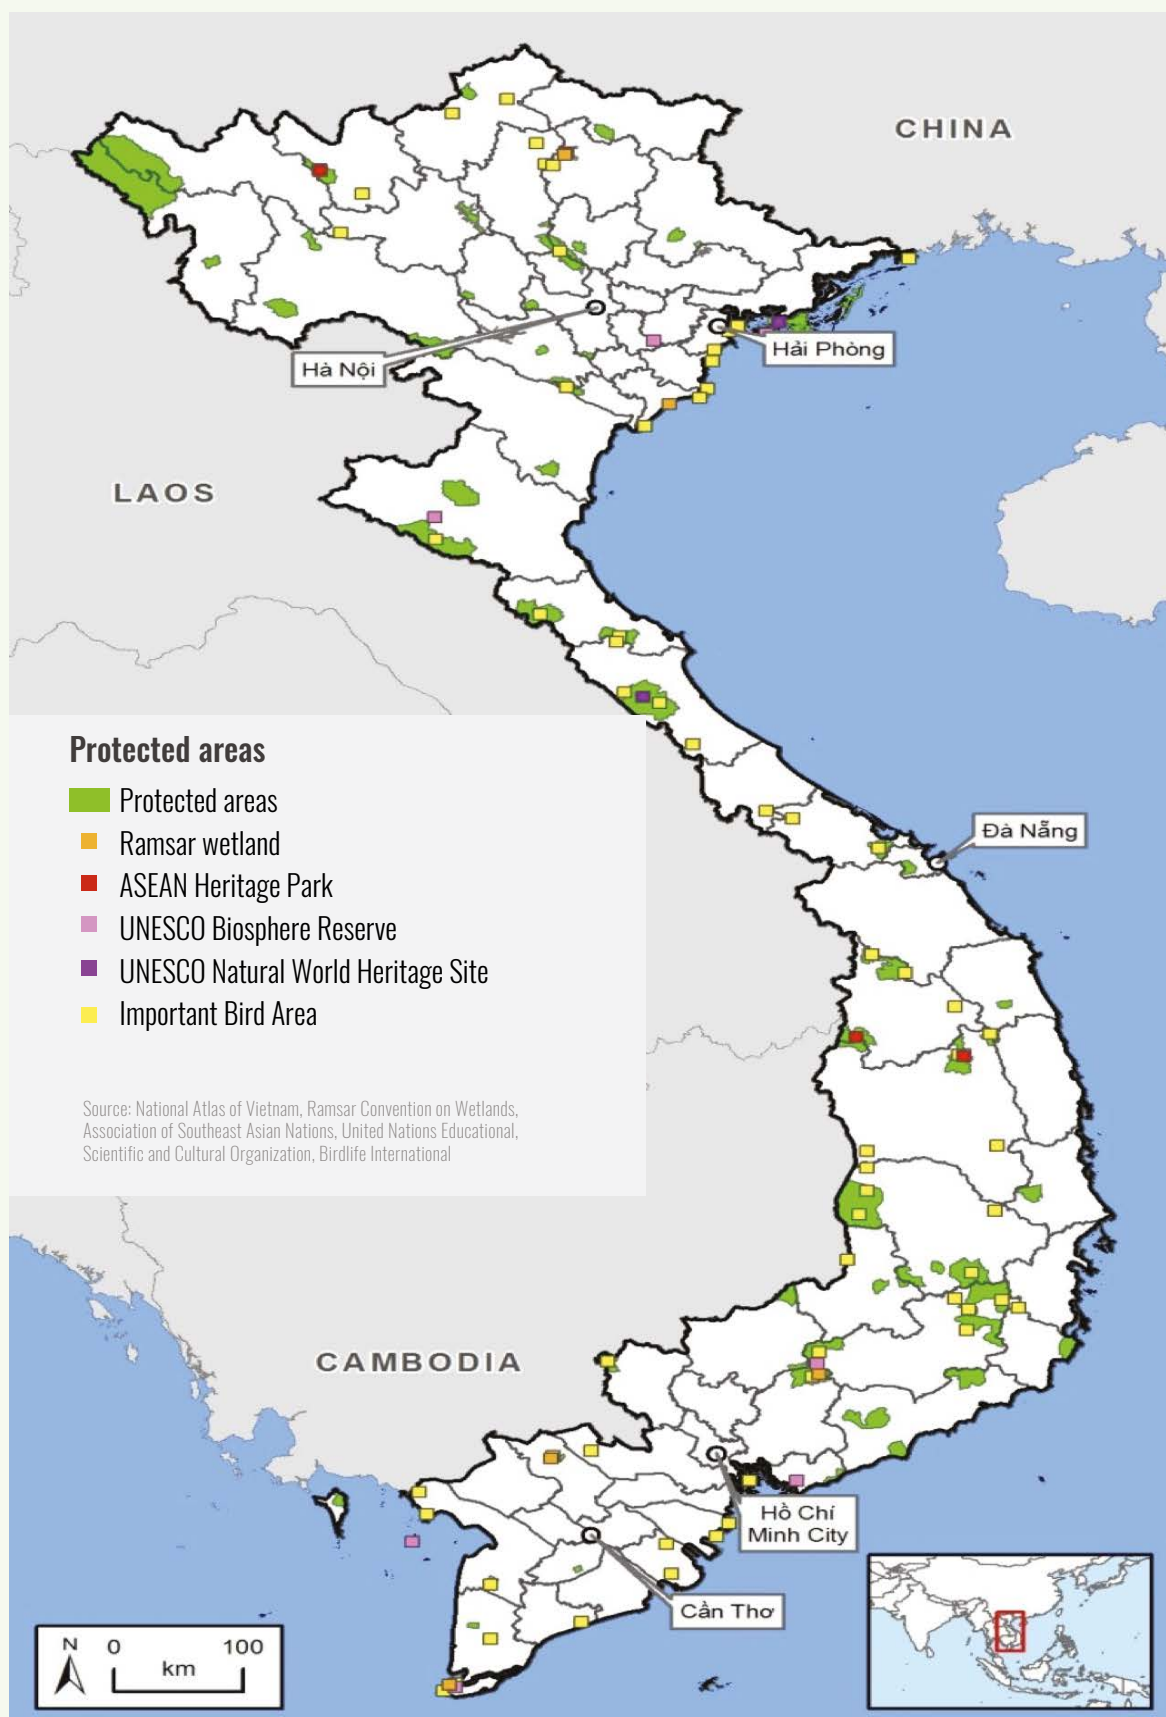 CHINA
Hà Nội
Hải Phòng
LAOS
Protected areas
Protected areas
Ramsar wetland
ASEAN Heritage Park
UNESCO Biosphere Reserve
UNESCO Natural World Heritage Site
Important Bird Area
Source: National Atlas of Vietnam, Ramsar Convention on Wetlands,
Association of Southeast Asian Nations, United Nations Educational,
Scientific and Cultural Organization, Birdlife International
Đà Nẵng
CAMBODIA
Hồ Chí
Minh City
Cần Thơ
N 0 100
km